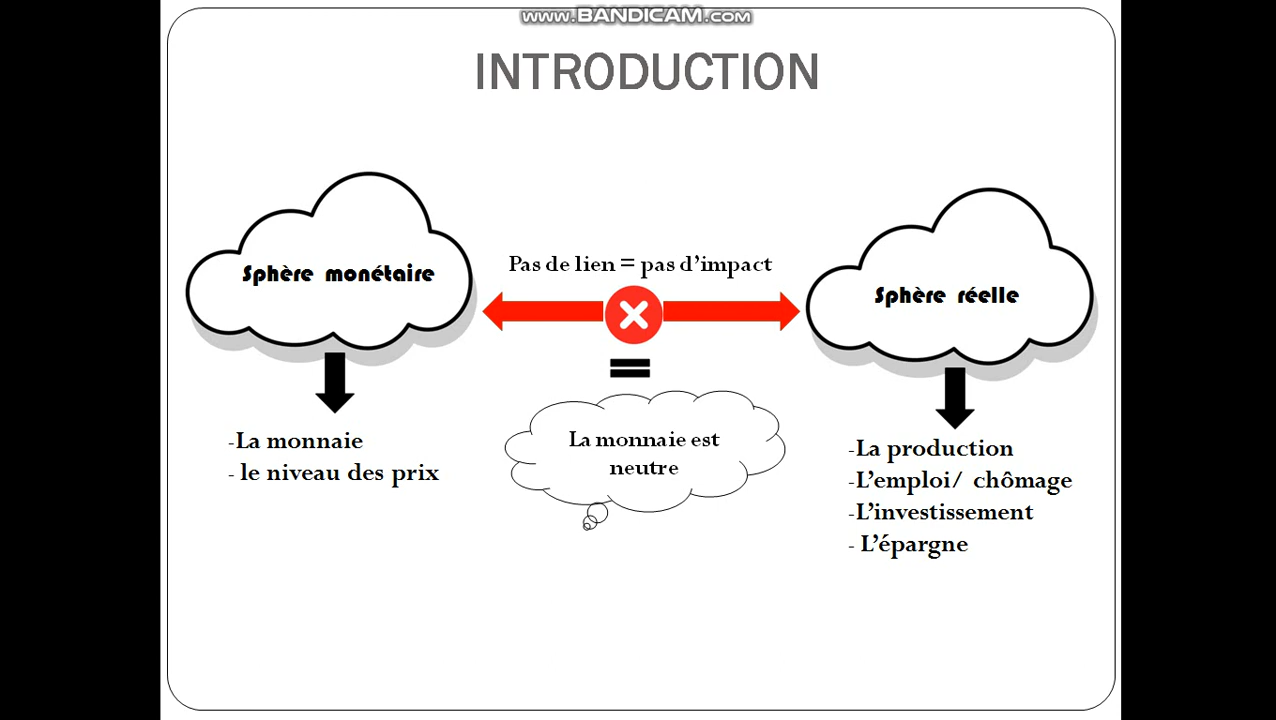 WWW.BANDICAM.COM
INTRODUCTION
Sphère monétaire
Pas de lien = pas d'impact
Sphère réelle
-La monnaie
- le niveau des prix
La monnaie est
neutre
-La production
-L'emploi/ chômage
-L'investissement
- L'épargne